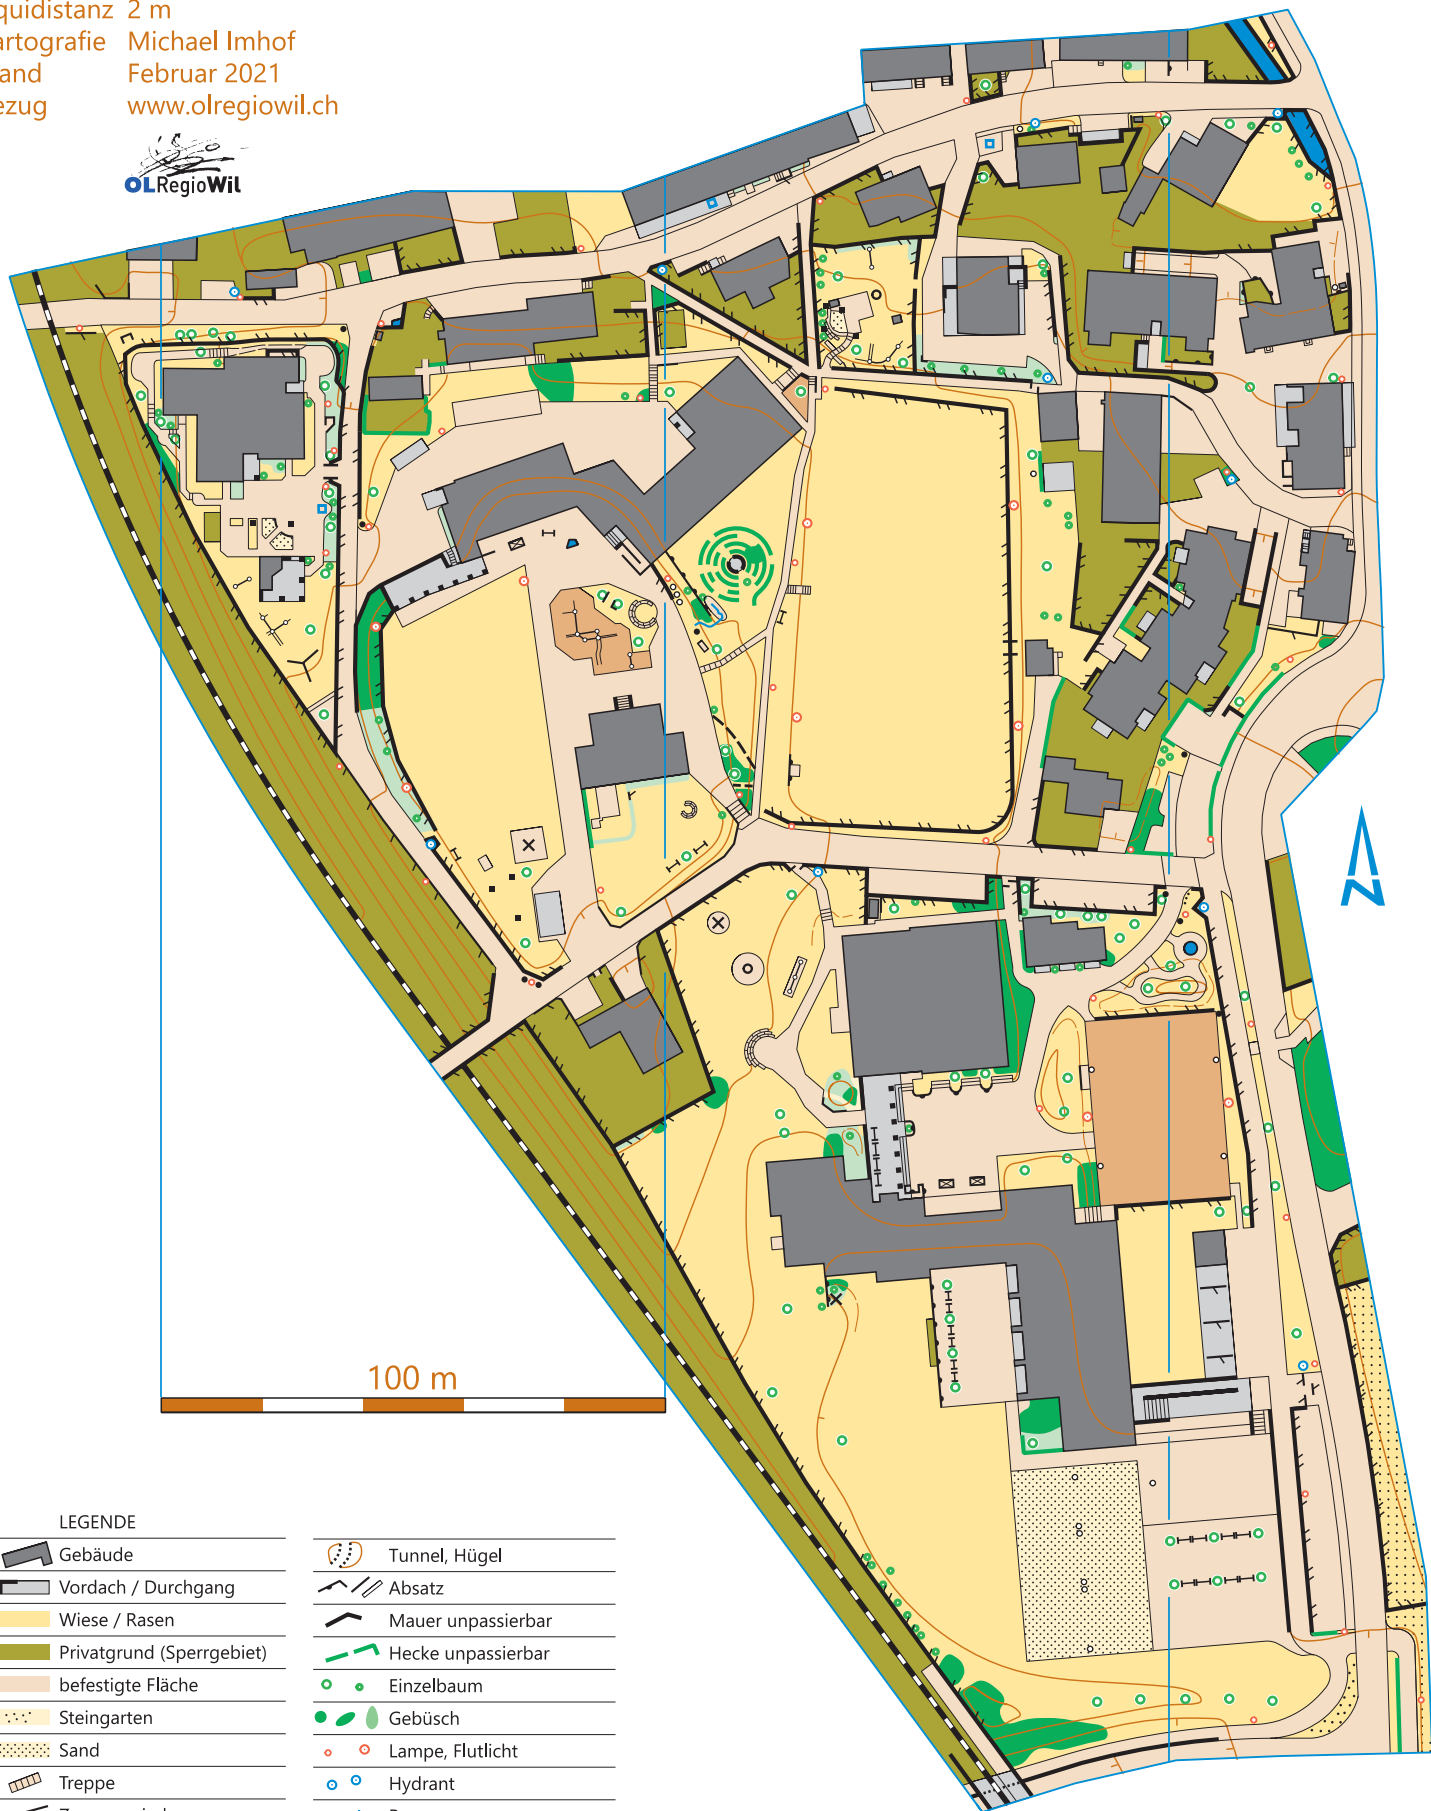 quidistanz 2 m
artografie Michael Imhof
and Februar 2021
ezug www.olregiowil.ch
OLRegioWil
N
100 m
LEGENDE
Gebäude
Vordach / Durchgang
Wiese / Rasen
Privatgrund (Sperrgebiet)
befestigte Fläche
Steingarten
Sand
Treppe
Tunnel, Hügel
Absatz
Mauer unpassierbar
Hecke unpassierbar
Einzelbaum
Gebüsch
Lampe, Flutlicht
Hydrant